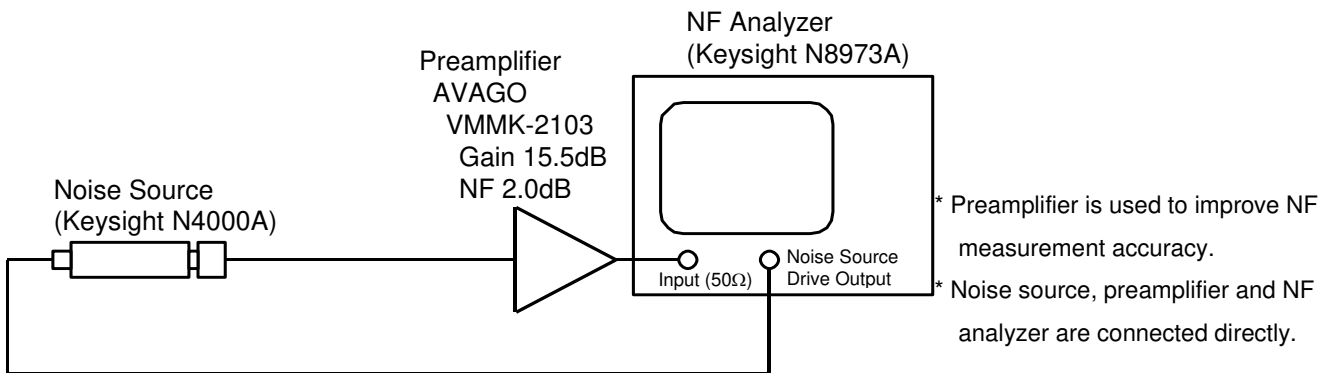 NF Analyzer
(Keysight N8973A)
Preamplifier
AVAGO
VMMK-2103
Gain 15.5dB
NF 2.0dB
Noise Source
(Keysight N4000A)
Input (50Ω)
Noise Source
Drive Output
* Preamplifier is used to improve NF
measurement accuracy.
* Noise source, preamplifier and NF
analyzer are connected directly.